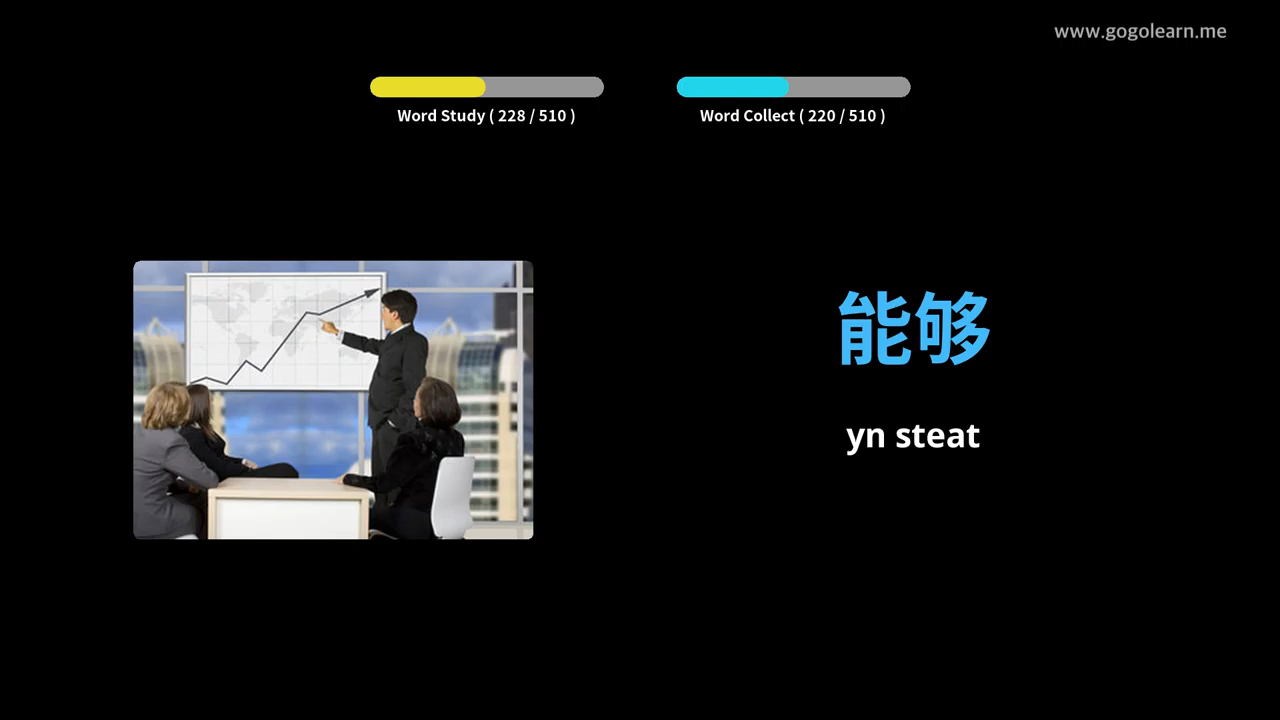 www.gogolearn.me
Word Study ( 228 / 510 )
Word Collect ( 220 / 510 )
能够
yn steat